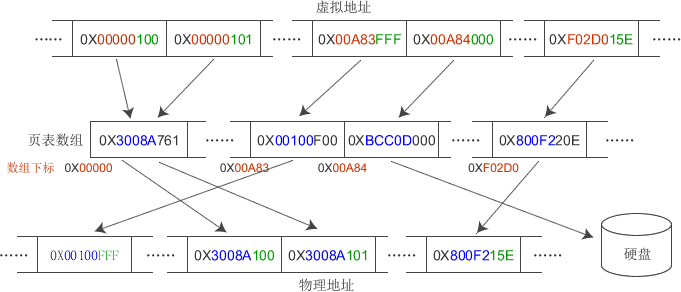 虚拟地址
…… 0X00000100 0X00000101 …… 0X00A83FFF 0X00A84000 …… 0XF02D015E ……
页表数组 0X3008A761 …… 0X00100F00 0XBCC0D000 …… 0X800F220E ……
数组下标 0X00000 0X00A83 0X00A84 0XF02D0
…… 0X00100FFF …… 0X3008A100 0X3008A101 …… 0X800F215E …… 硬盘
物理地址